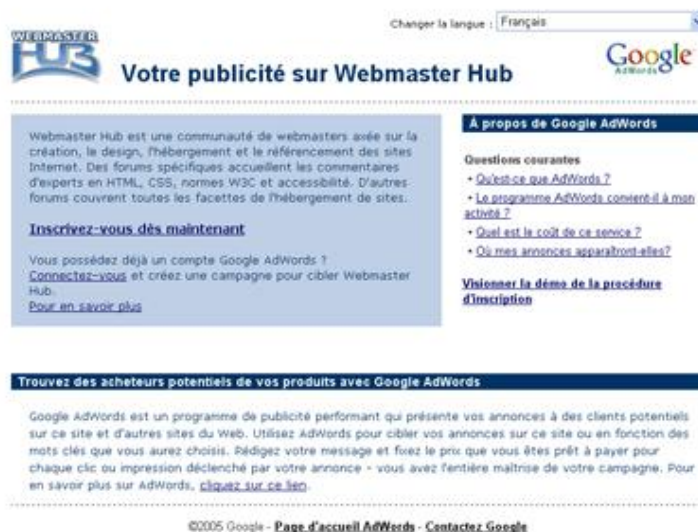 Changer la langue : Français
WEBMASTER
HUB
Google
AdWords
Votre publicité sur Webmaster Hub
Webmaster Hub est une communauté de webmasters axée sur la
création, le design, l'hébergement et le référencement des sites
Internet. Des forums spécifiques accueillent les commentaires
d'experts en HTML, CSS, normes W3C et accessibilité. D'autres
forums couvrent toutes les facettes de l'hébergement de sites.
Inscrivez-vous dès maintenant
Vous possédez déjà un compte Google AdWords ?
Connectez-vous et créez une campagne pour cibler Webmaster
Hub.
Pour en savoir plus
À propos de Google AdWords
Questions courantes
• Qu'est-ce que AdWords ?
• Le programme AdWords convient-il à mon
activité ?
• Quel est le coût de ce service ?
• Où mes annonces apparaîtront-elles?
Visionner la démo de la procédure
d'inscription
Trouvez des acheteurs potentiels de vos produits avec Google AdWords
Google AdWords est un programme de publicité performant qui présente vos annonces à des clients potentiels
sur ce site et d'autres sites du Web. Utilisez AdWords pour cibler vos annonces sur ce site ou en fonction des
mots clés que vous aurez choisis. Rédigez votre message et fixez le prix que vous êtes prêt à payer pour
chaque clic ou impression déclenché par votre annonce - vous avez l'entière maîtrise de votre campagne. Pour
en savoir plus sur AdWords, cliquez sur ce lien.
©2005 Google - Page d'accueil AdWords - Contactez Google